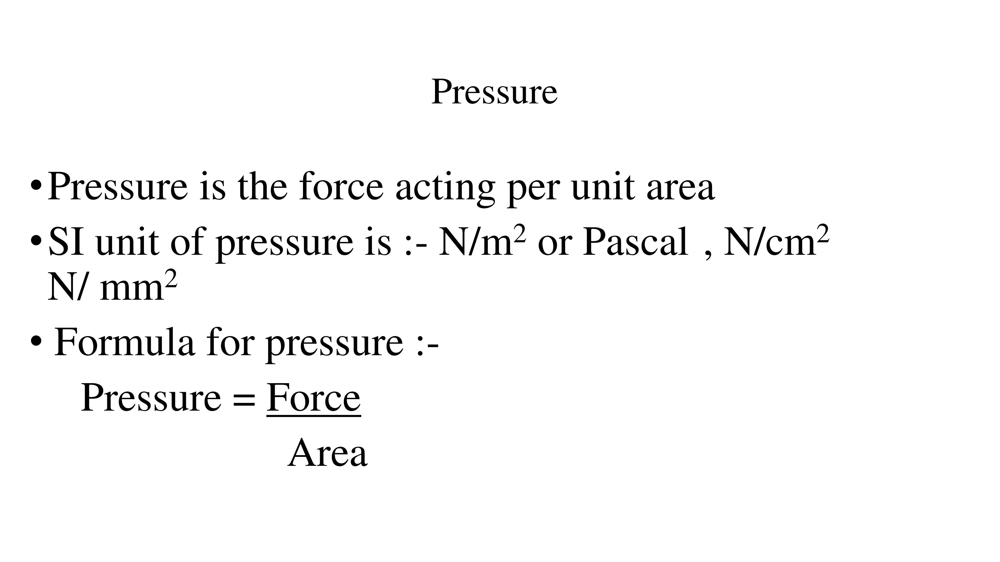 Pressure
•Pressure is the force acting per unit area
•SI unit of pressure is :- N/m² or Pascal , N/cm²
N/ mm²
• Formula for pressure :-
Pressure = Force
Area